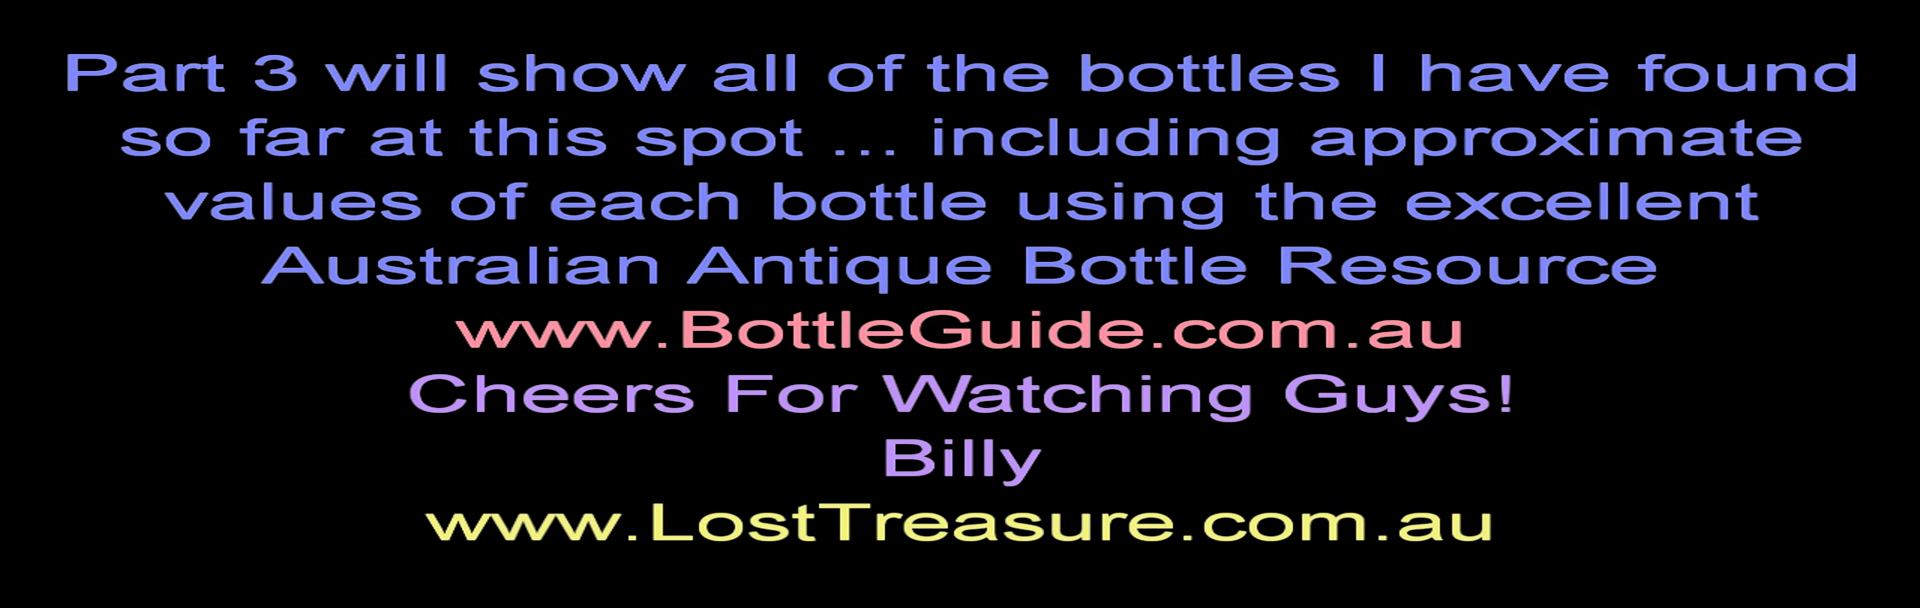 Part 3 will show all of the bottles I have found
so far at this spot ... including approximate
values of each bottle using the excellent
Australian Antique Bottle Resource
www.BottleGuide.com.au
Cheers For Watching Guys!
Billy
www.LostTreasure.com.au